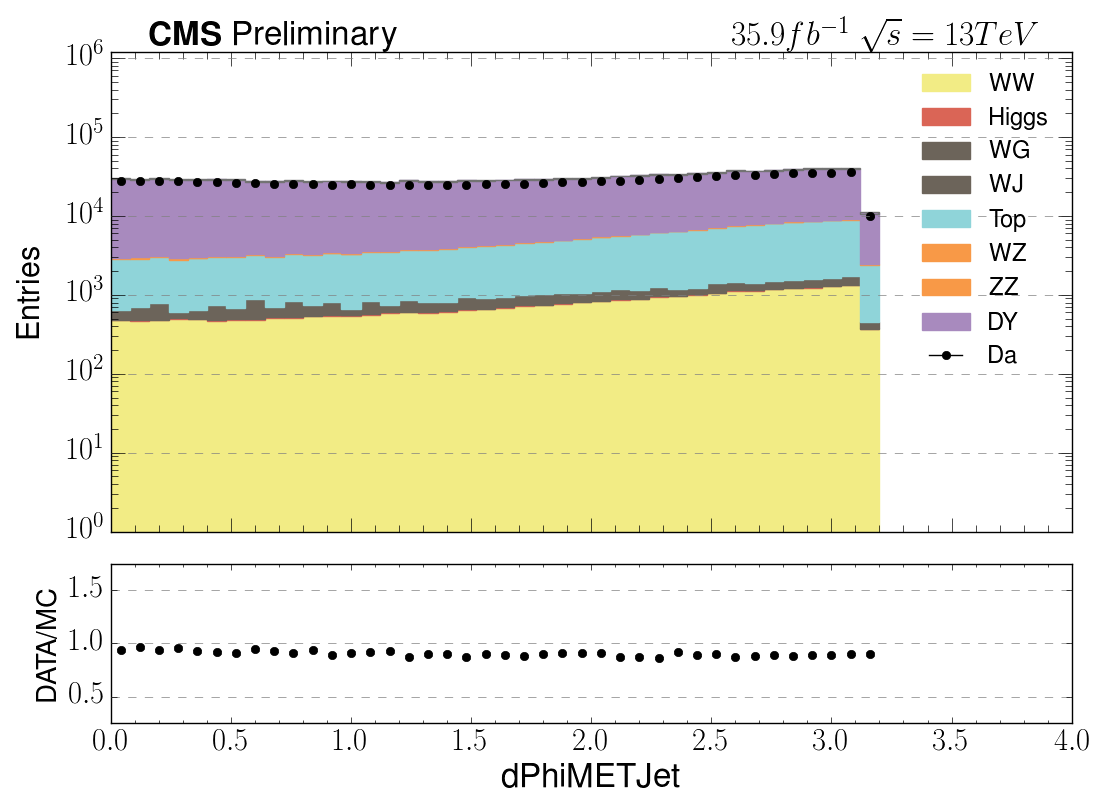 CMS Preliminary 35.9fb⁻¹ √s = 13TeV
10⁶
10⁵
10⁴
10³
10²
10¹
10⁰
Entries
WW
Higgs
WG
WJ
Top
WZ
ZZ
DY
Da
1.5
1.0
0.5
DATA/MC
0.0 0.5 1.0 1.5 2.0 2.5 3.0 3.5 4.0
dPhiMETJet